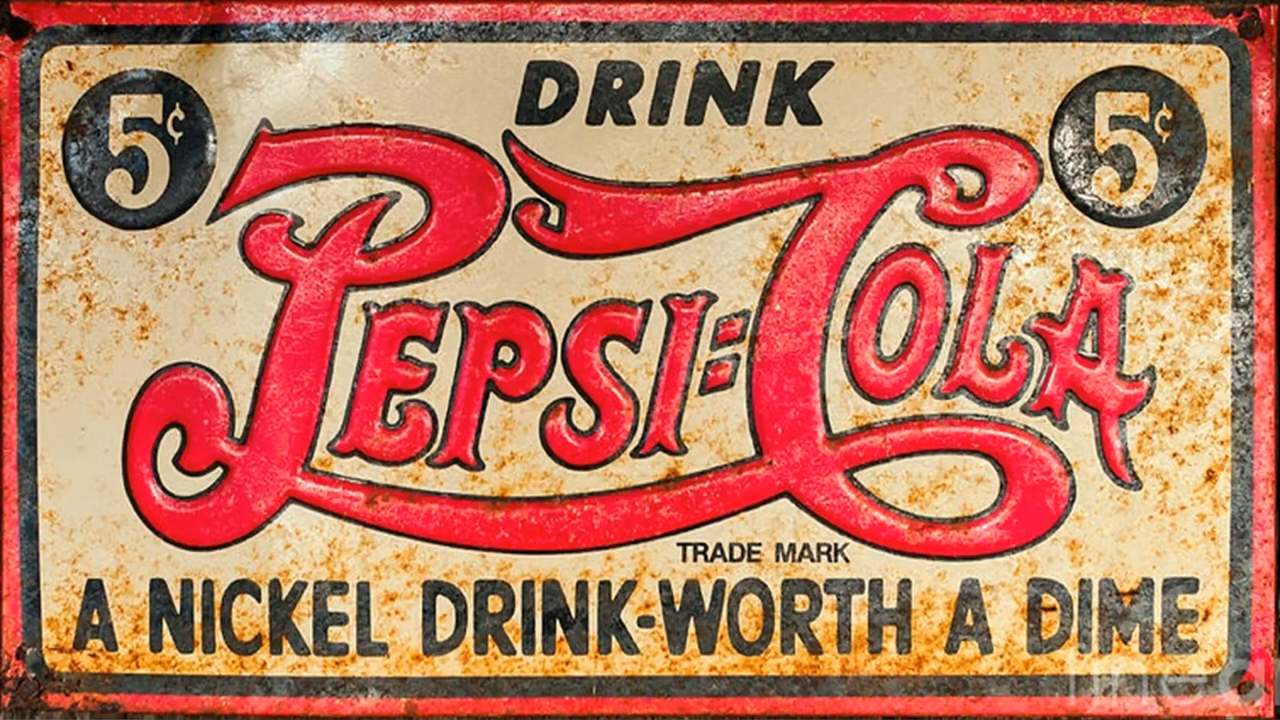 DRINK
5¢ 5¢
PEPSI:COLA
TRADE MARK
A NICKEL DRINK-WORTH A DIME